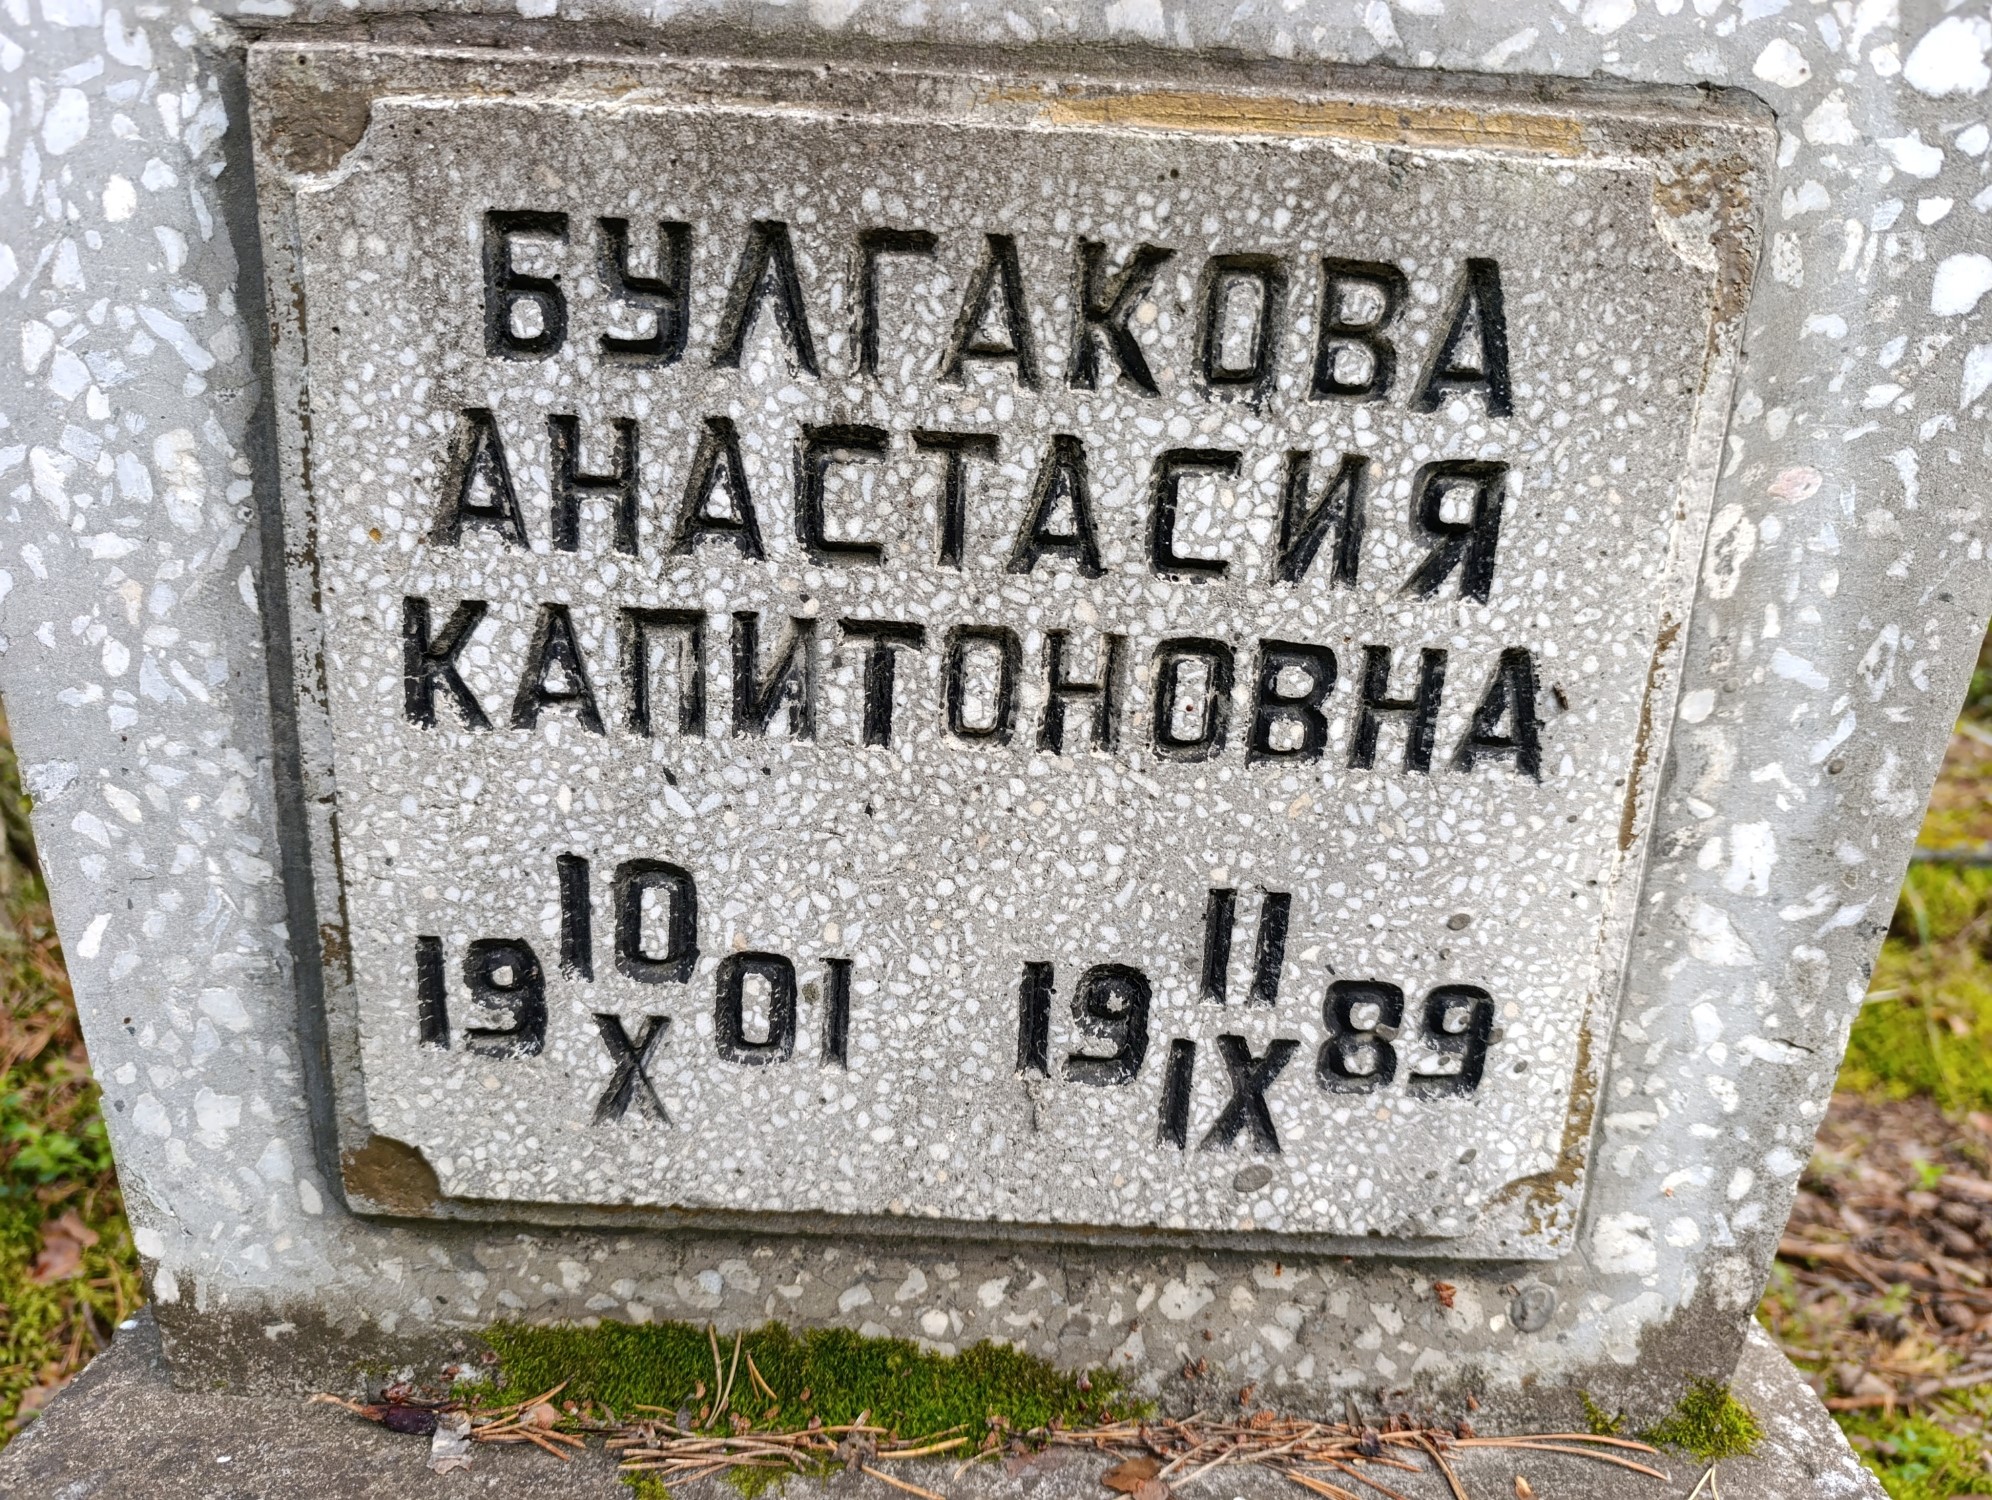 БУЛГАКОВА
АНАСТАСИЯ
КАПИТОНОВНА
19 10/X 01 19 11/IX 89